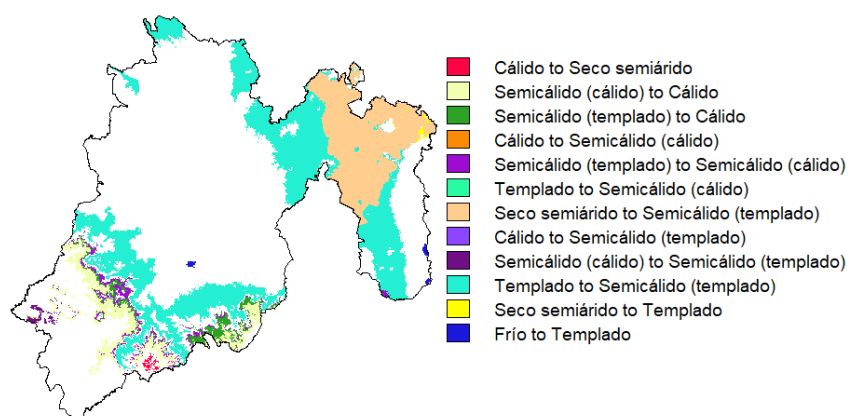 Cálido to Seco semiárido
Semicálido (cálido) to Cálido
Semicálido (templado) to Cálido
Cálido to Semicálido (cálido)
Semicálido (templado) to Semicálido (cálido)
Templado to Semicálido (cálido)
Seco semiárido to Semicálido (templado)
Cálido to Semicálido (templado)
Semicálido (cálido) to Semicálido (templado)
Templado to Semicálido (templado)
Seco semiárido to Templado
Frío to Templado